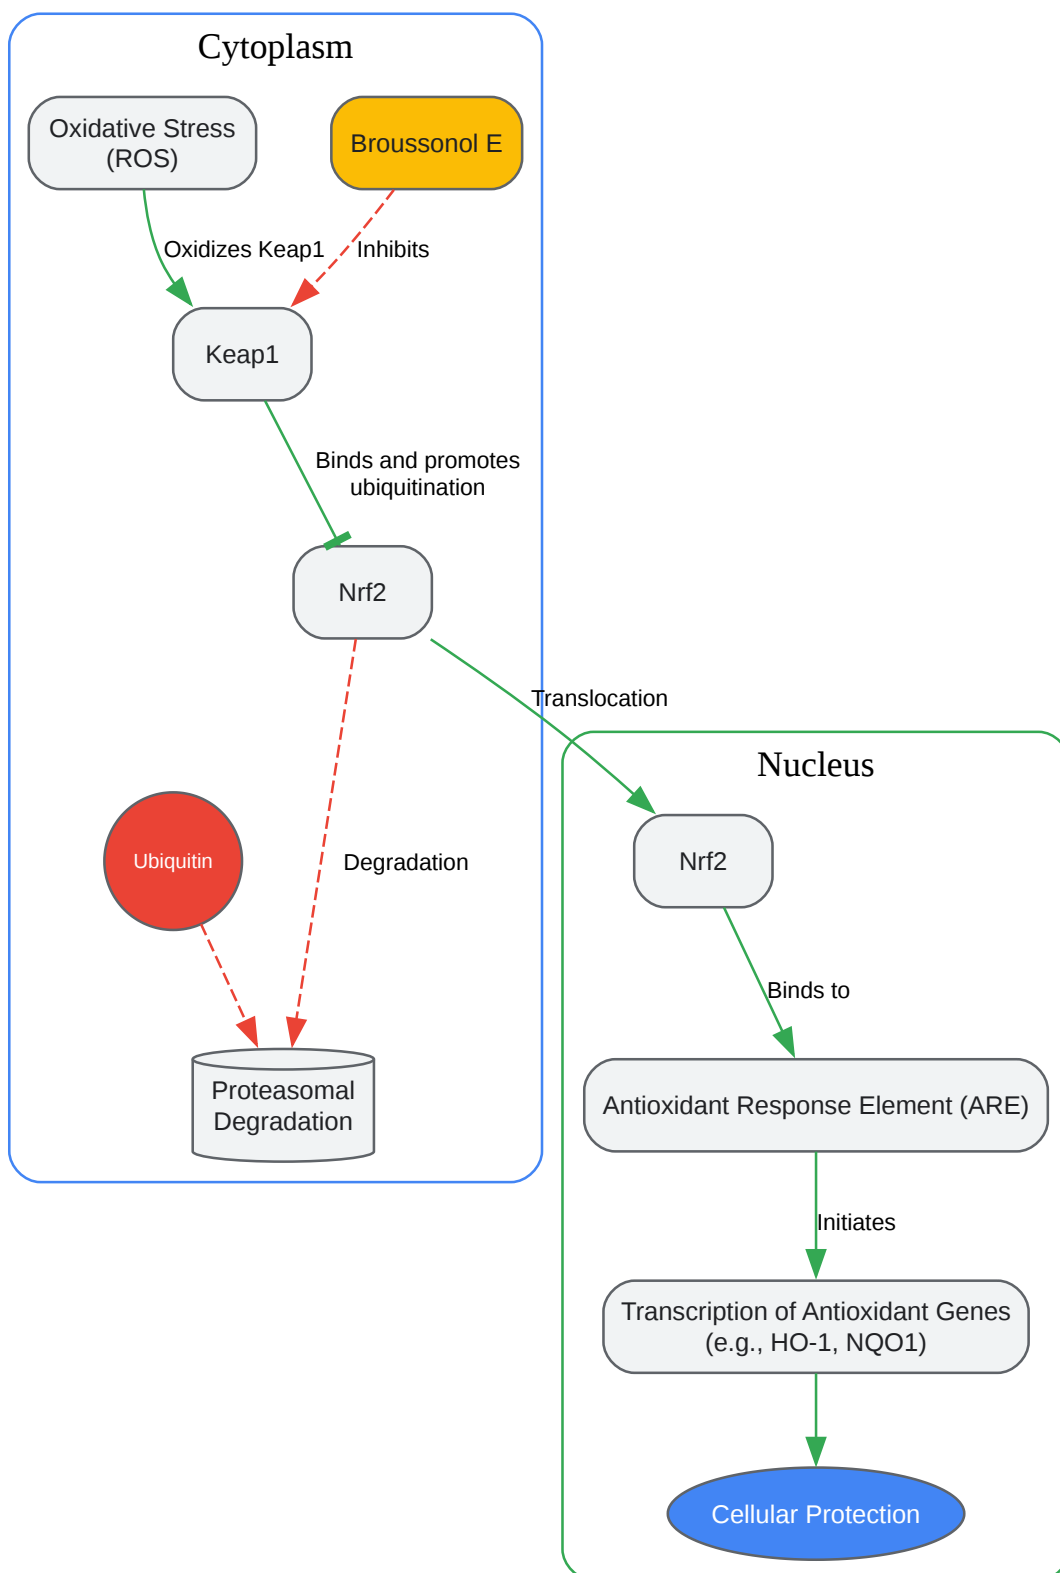 Cytoplasm
Oxidative Stress
(ROS)
Broussonol E
Oxidizes Keap1
Inhibits
Keap1
Binds and promotes
ubiquitination
Nrf2
Translocation
Ubiquitin
Degradation
Proteasomal
Degradation
Nucleus
Nrf2
Binds to
Antioxidant Response Element (ARE)
Initiates
Transcription of Antioxidant Genes
(e.g., HO-1, NQO1)
Cellular Protection